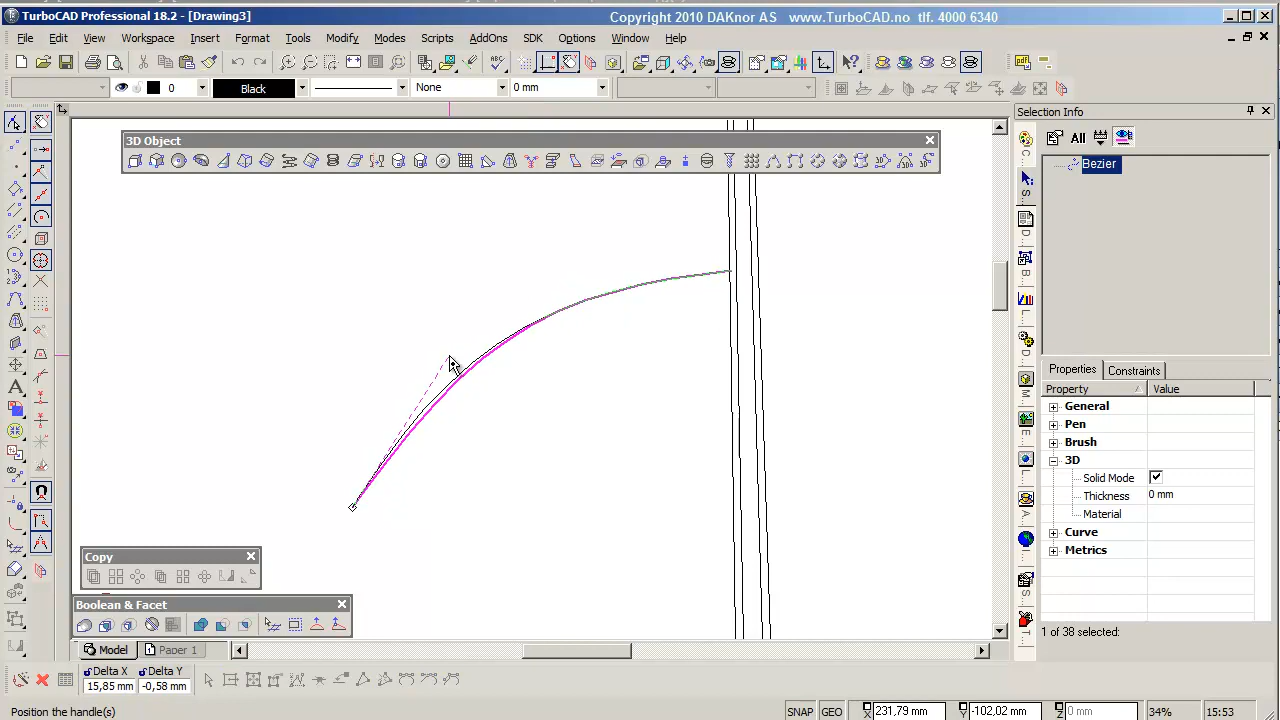 TurboCAD Professional 18.2 - [Drawing3]
Copyright 2010 DAKnor AS www.TurboCAD.no tlf. 4000 6340
File Edit View Workspace Insert Format Tools Modify Modes Scripts AddOns SDK Options Window Help
0 Black None 0 mm
3D Object
Selection Info
All
Bezier
C
S
D
B
L
D
M
E
L
A
S
T
Properties Constraints
Property Value
General
Pen
Brush
3D
Solid Mode
Thickness 0 mm
Material
Curve
Metrics
1 of 38 selected:
Copy
Boolean & Facet
Model Paper 1
Delta X Delta Y
15,85 mm -0,58 mm
Position the handle(s)
SNAP GEO X 231,79 mm Y -102,02 mm Z 0 mm 34% 15:53